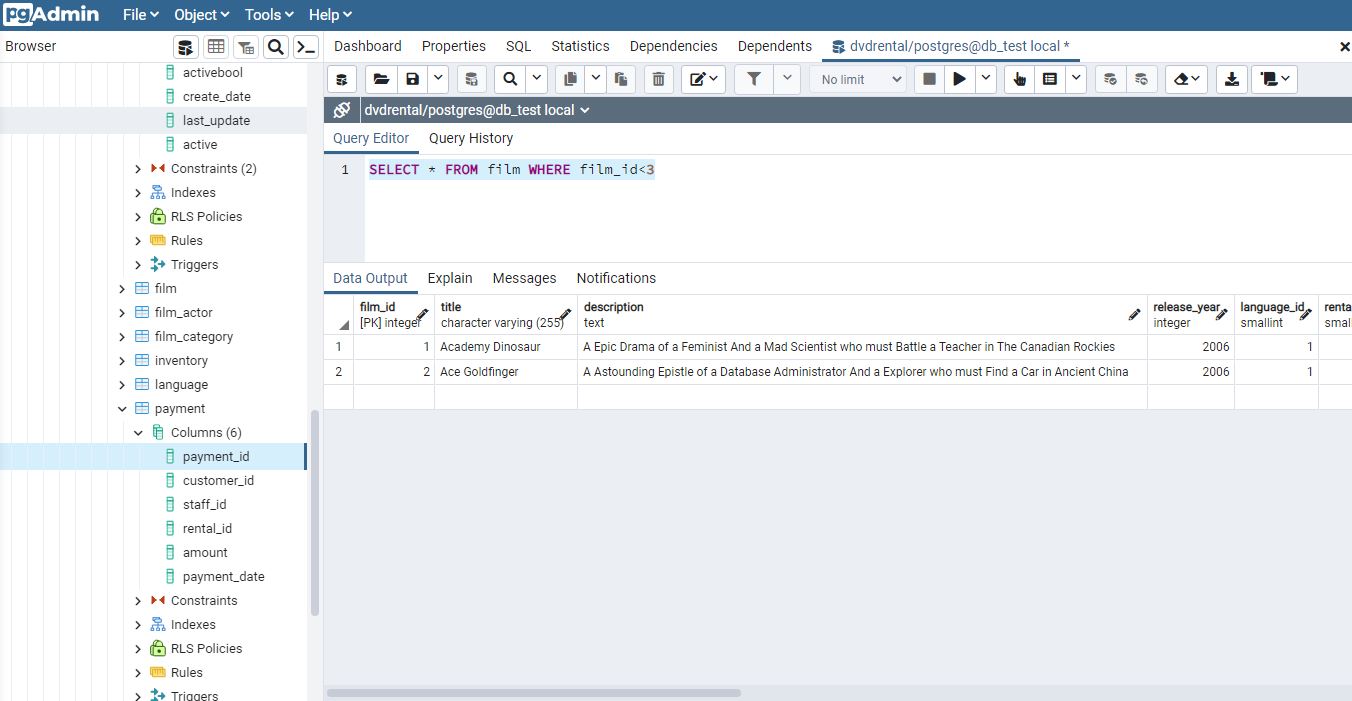 pgAdmin File Object Tools Help
Browser
Dashboard Properties SQL Statistics Dependencies Dependents dvdrental/postgres@db_test local *
No limit
dvdrental/postgres@db_test local
Query Editor Query History
1 SELECT * FROM film WHERE film_id<3
activebool
create_date
last_update
active
Constraints (2)
Indexes
RLS Policies
Rules
Triggers
film
film_actor
film_category
inventory
language
payment
Columns (6)
payment_id
customer_id
staff_id
rental_id
amount
payment_date
Constraints
Indexes
RLS Policies
Rules
Triggers
Data Output Explain Messages Notifications
film_id title description release_year language_id renta
[PK] integer character varying (255) text integer smallint smal
1 1 Academy Dinosaur A Epic Drama of a Feminist And a Mad Scientist who must Battle a Teacher in The Canadian Rockies 2006 1
2 2 Ace Goldfinger A Astounding Epistle of a Database Administrator And a Explorer who must Find a Car in Ancient China 2006 1